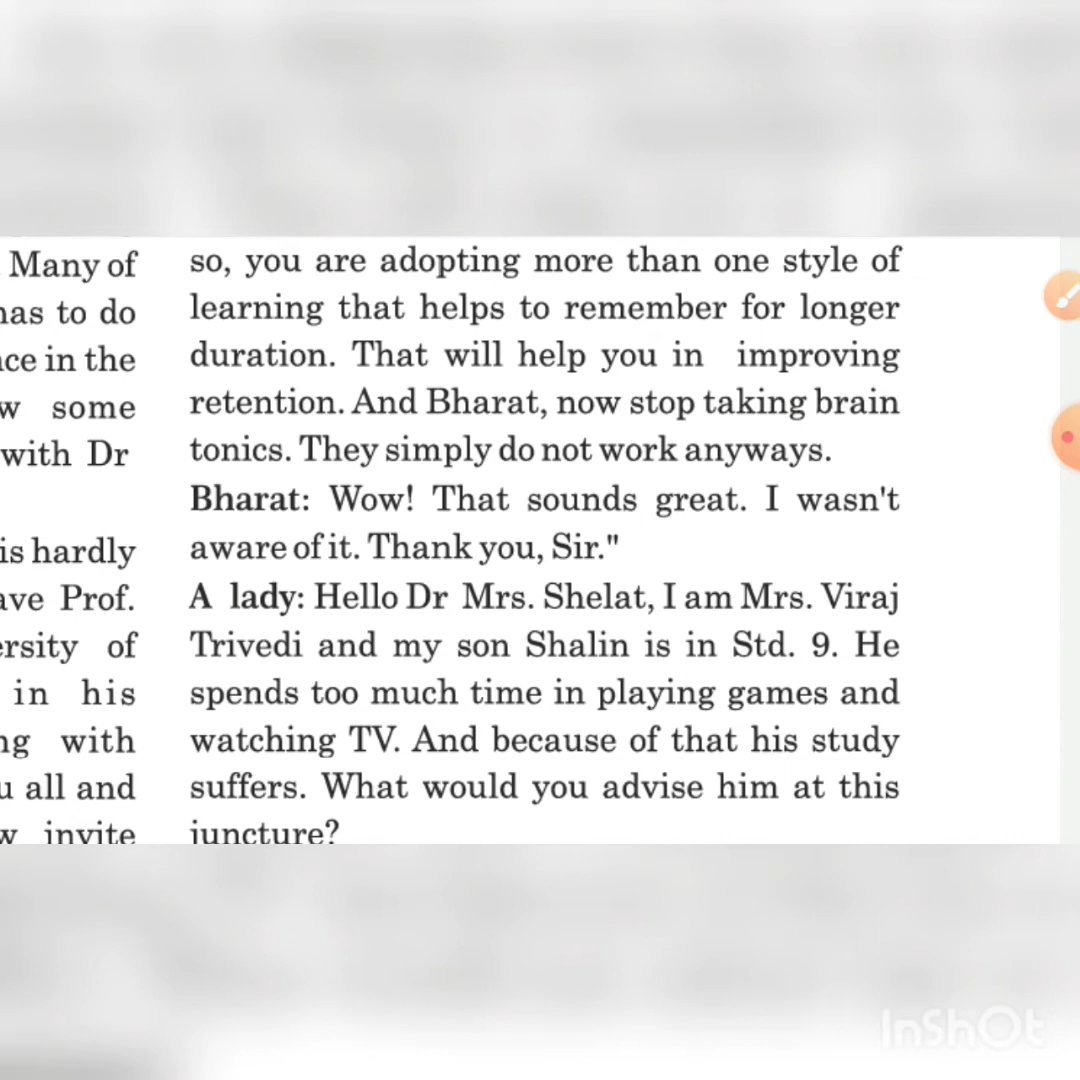 Many of
has to do
in the
some
with Dr
is hardly
Prof.
of
in his
with
all and
invite
so, you are adopting more than one style of
learning that helps to remember for longer
duration. That will help you in improving
retention. And Bharat, now stop taking brain
tonics. They simply do not work anyways.
Bharat: Wow! That sounds great. I wasn't
aware of it. Thank you, Sir."
A lady: Hello Dr Mrs. Shelat, I am Mrs. Viraj
Trivedi and my son Shalin is in Std. 9. He
spends too much time in playing games and
watching TV. And because of that his study
suffers. What would you advise him at this
juncture?
InShOt